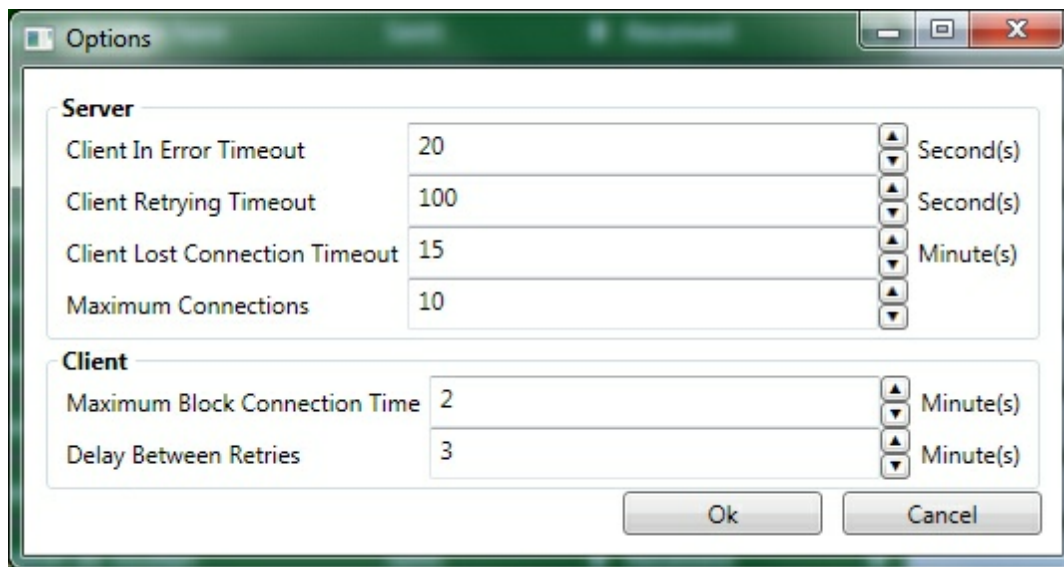 Options
Server
Client In Error Timeout 20 Second(s)
Client Retrying Timeout 100 Second(s)
Client Lost Connection Timeout 15 Minute(s)
Maximum Connections 10
Client
Maximum Block Connection Time 2 Minute(s)
Delay Between Retries 3 Minute(s)
Ok Cancel